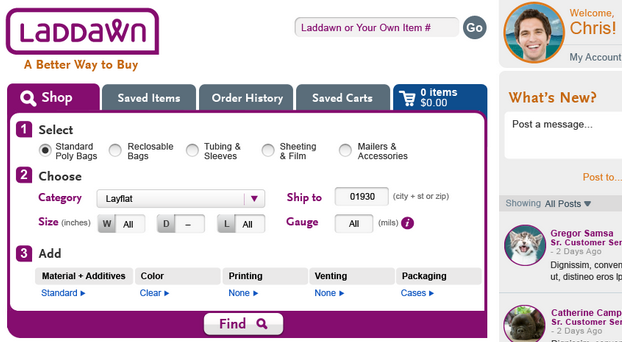 LADDAWN
A Better Way to Buy
Laddawn or Your Own Item #
Go
Welcome,
Chris!
My Account
Shop
Saved Items
Order History
Saved Carts
0 items
$0.00
1 Select
Standard
Poly Bags
Reclosable
Bags
Tubing &
Sleeves
Sheeting
& Film
Mailers &
Accessories
2 Choose
Category Layflat
Ship to 01930 (city + st or zip)
Size (inches) W All D – L All
Gauge All (mils) i
3 Add
Material + Additives Color Printing Venting Packaging
Standard Clear None None Cases
Find
What's New?
Post a message...
Post to...
Showing All Posts
Gregor Samsa
Sr. Customer Ser
- 2 Days Ago
Dignissim, conven
ut, distineo eros lp
Catherine Camp
Sr. Customer Ser
- 2 Days Ago